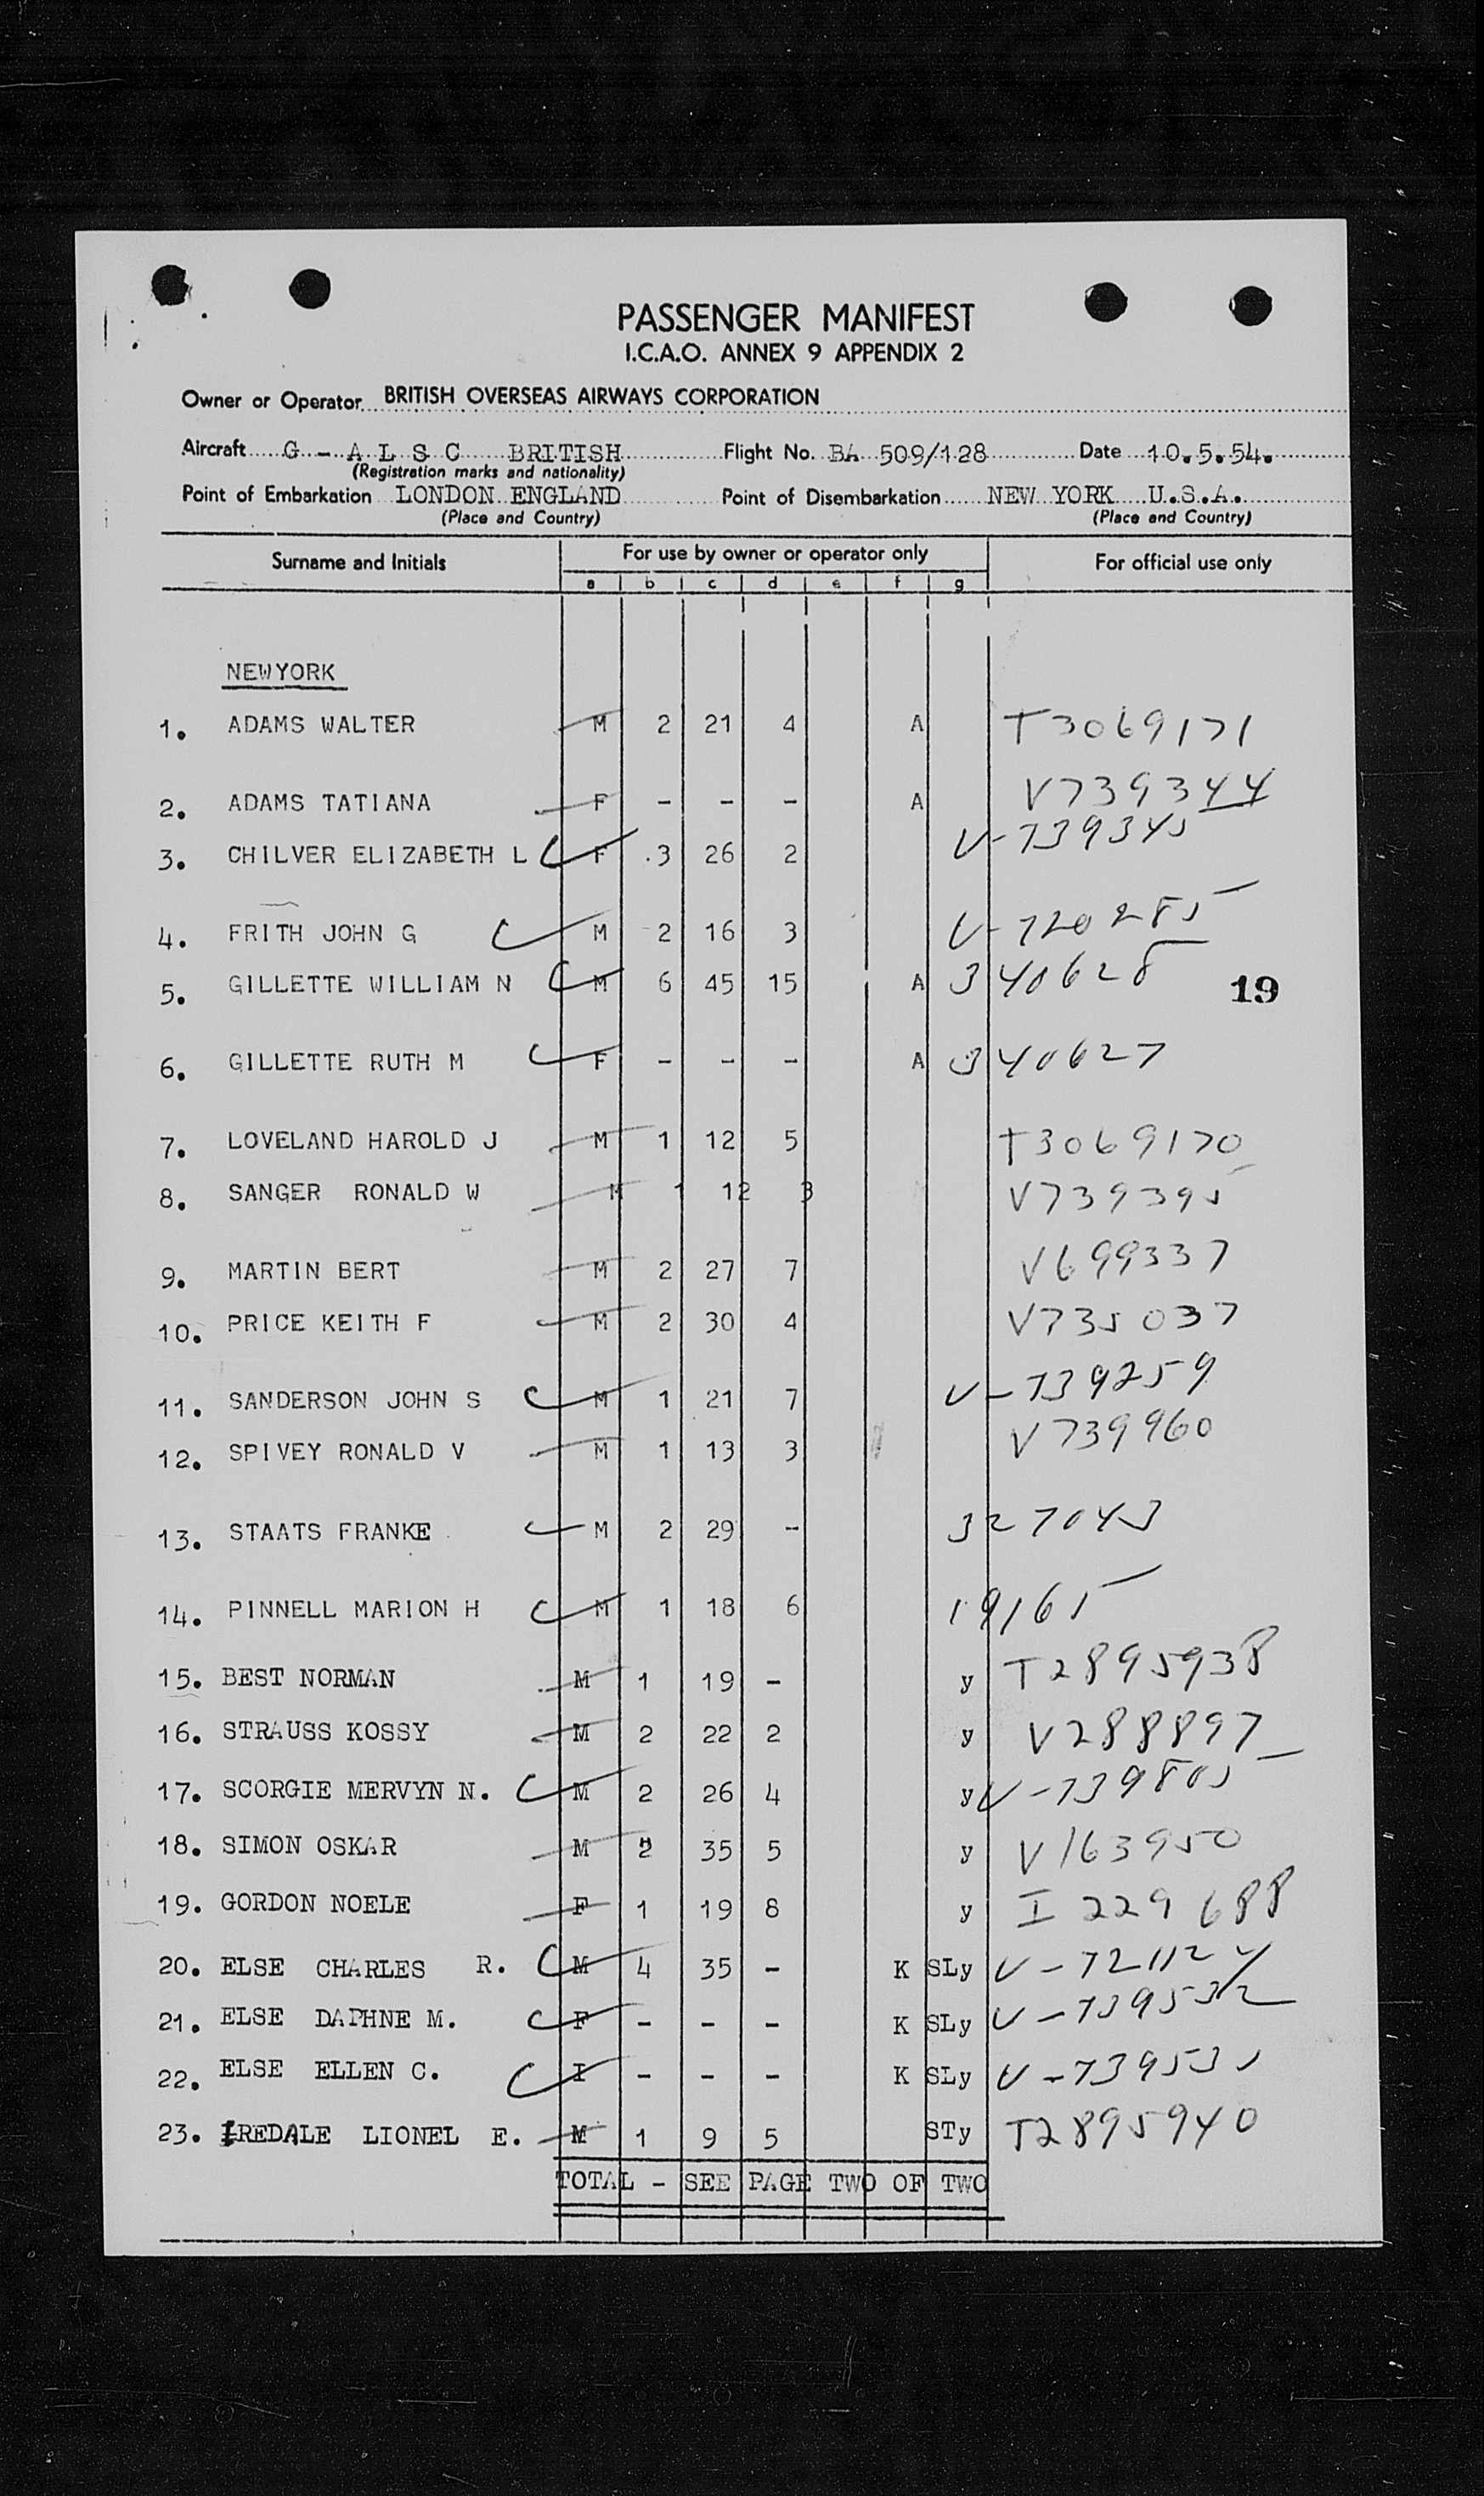 PASSENGER MANIFEST
I.C.A.O. ANNEX 9 APPENDIX 2
Owner or Operator BRITISH OVERSEAS AIRWAYS CORPORATION
Aircraft G - A L S C BRITISH Flight No. BA 509/128 Date 10.5.54.
(Registration marks and nationality)
Point of Embarkation LONDON ENGLAND Point of Disembarkation NEW YORK U.S.A.
(Place and Country) (Place and Country)
Surname and Initials For use by owner or operator only For official use only
a b c d e f g
NEWYORK
1. ADAMS WALTER M 2 21 4 A T3069171
2. ADAMS TATIANA F - - - A V739344
3. CHILVER ELIZABETH L F .3 26 2 V-739345
4. FRITH JOHN G M 2 16 3 V-720285
5. GILLETTE WILLIAM N M 6 45 15 A 340628 19
6. GILLETTE RUTH M F - - - A 340627
7. LOVELAND HAROLD J M 1 12 5 T3069170
8. SANGER RONALD W M 1 12 3 V739395
9. MARTIN BERT M 2 27 7 V699337
10. PRICE KEITH F M 2 30 4 V735037
11. SANDERSON JOHN S M 1 21 7 V-739259
12. SPIVEY RONALD V M 1 13 3 V739960
13. STAATS FRANKE M 2 29 - 327043
14. PINNELL MARION H M 1 18 6 19165
15. BEST NORMAN M 1 19 - y T2895938
16. STRAUSS KOSSY M 2 22 2 y V288897
17. SCORGIE MERVYN N. M 2 26 4 y V-739805
18. SIMON OSKAR M 2 35 5 y V163950
19. GORDON NOELE F 1 19 8 y I 229688
20. ELSE CHARLES R. M 4 35 - K SLy V-721124
21. ELSE DAPHNE M. F - - - K SLy V-739532
22. ELSE ELLEN C. I - - - K SLy V-739531
23. IREDALE LIONEL E. M 1 9 5 STy T2895940
TOTAL - SEE PAGE TWO OF TWO